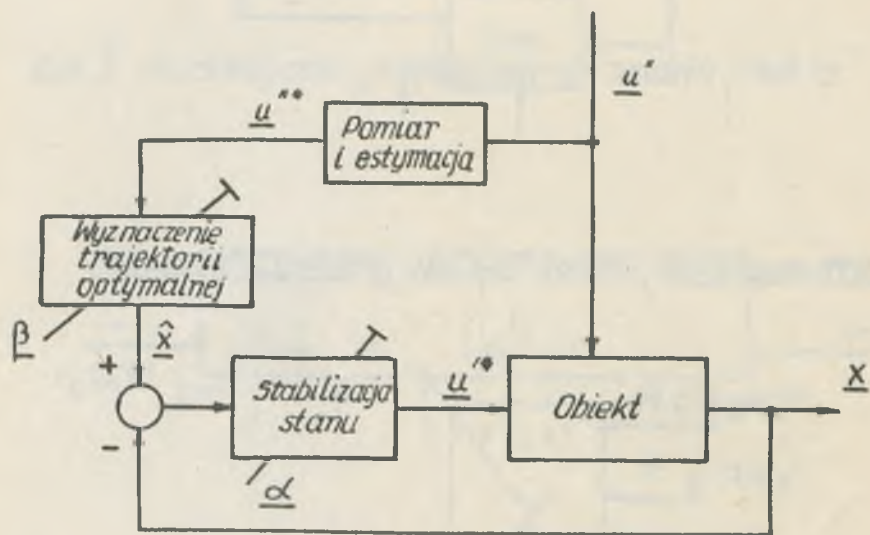 u"
u"*
Pomiar
i estymacja
Wyznaczenie
trajektorii
optymalnej
β
x̂
+
-
Stabilizacja
stanu
α
u'*
Obiekt
x